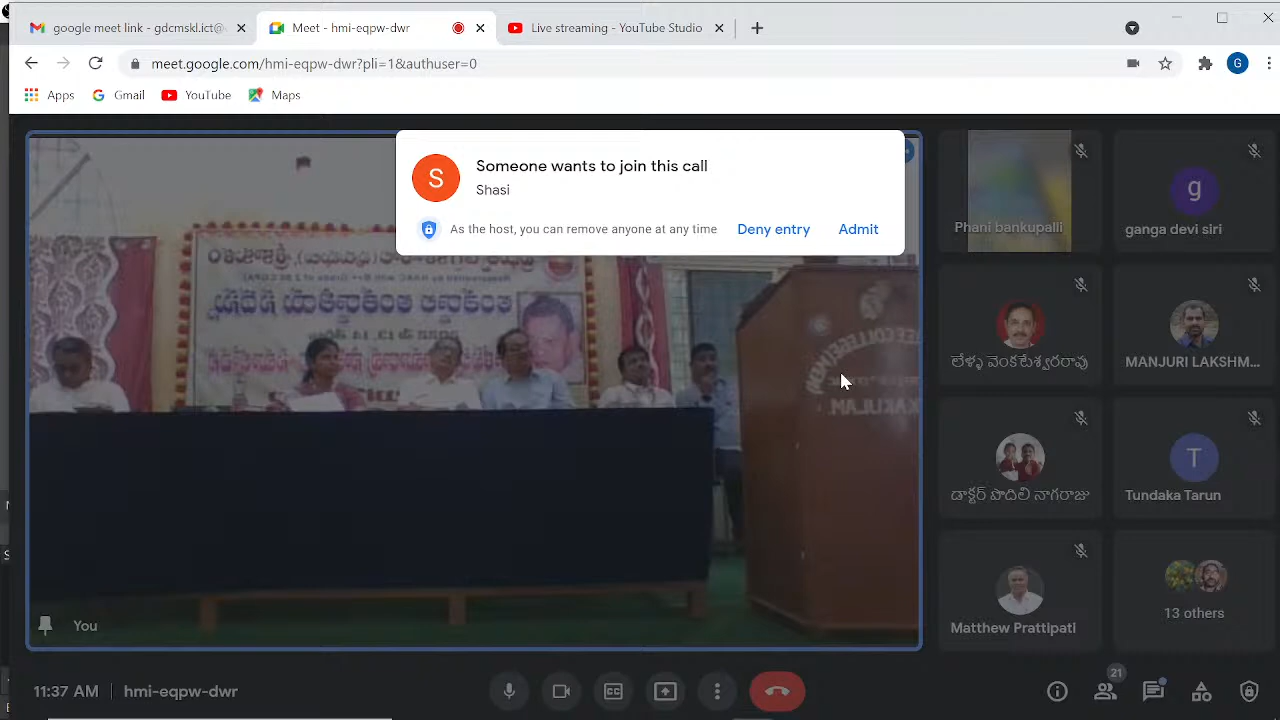 google meet link - gdcmskl.ict@
Meet - hmi-eqpw-dwr
Live streaming - YouTube Studio
meet.google.com/hmi-eqpw-dwr?pli=1&authuser=0
G
Apps
Gmail
YouTube
Maps
Someone wants to join this call
S
Shasi
As the host, you can remove anyone at any time
Deny entry
Admit
Phani bankupalli
g
ganga devi siri
లేళ్ళ వెంకటేశ్వరరావు
MANJURI LAKSHM...
డాక్టర్ పొదిలి నాగరాజు
T
Tundaka Tarun
Matthew Prattipati
13 others
You
11:37 AM
hmi-eqpw-dwr
CC
21